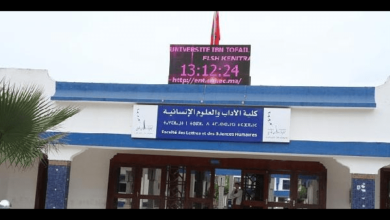 UNIVERSITE IBN TOFAIL
FLSH KENITRA
13:12:24
كلية الآداب والعلوم الإنسانية
Faculté des Lettres et des Sciences Humaines